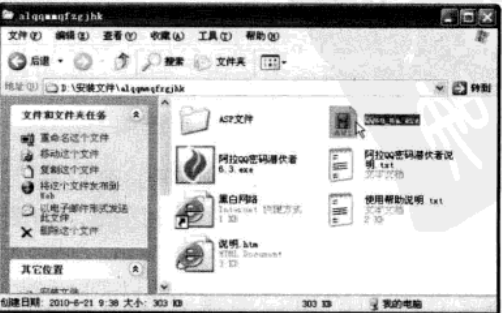 alqqmmqfzgjhk
文件(F) 编辑(E) 查看(V) 收藏(A) 工具(T) 帮助(H)
后退 搜索 文件夹
地址(D) D:\安装文件\alqqmmqfzgjhk 转到
文件和文件夹任务
重命名这个文件
移动这个文件
复制这个文件
将这个文件发布到
Web
以电子邮件形式发送
此文件
删除这个文件
其它位置
安装文件
ASP文件
阿拉QQ密码潜伏者
6.3.exe
阿拉QQ密码潜伏者说
明.txt
文本文档
黑白网络
Internet 快捷方式
1 KB
使用帮助说明.txt
文本文档
2 KB
说明.htm
HTML Document
3 KB
创建日期: 2010-6-21 9:38 大小: 303 KB 303 KB 我的电脑